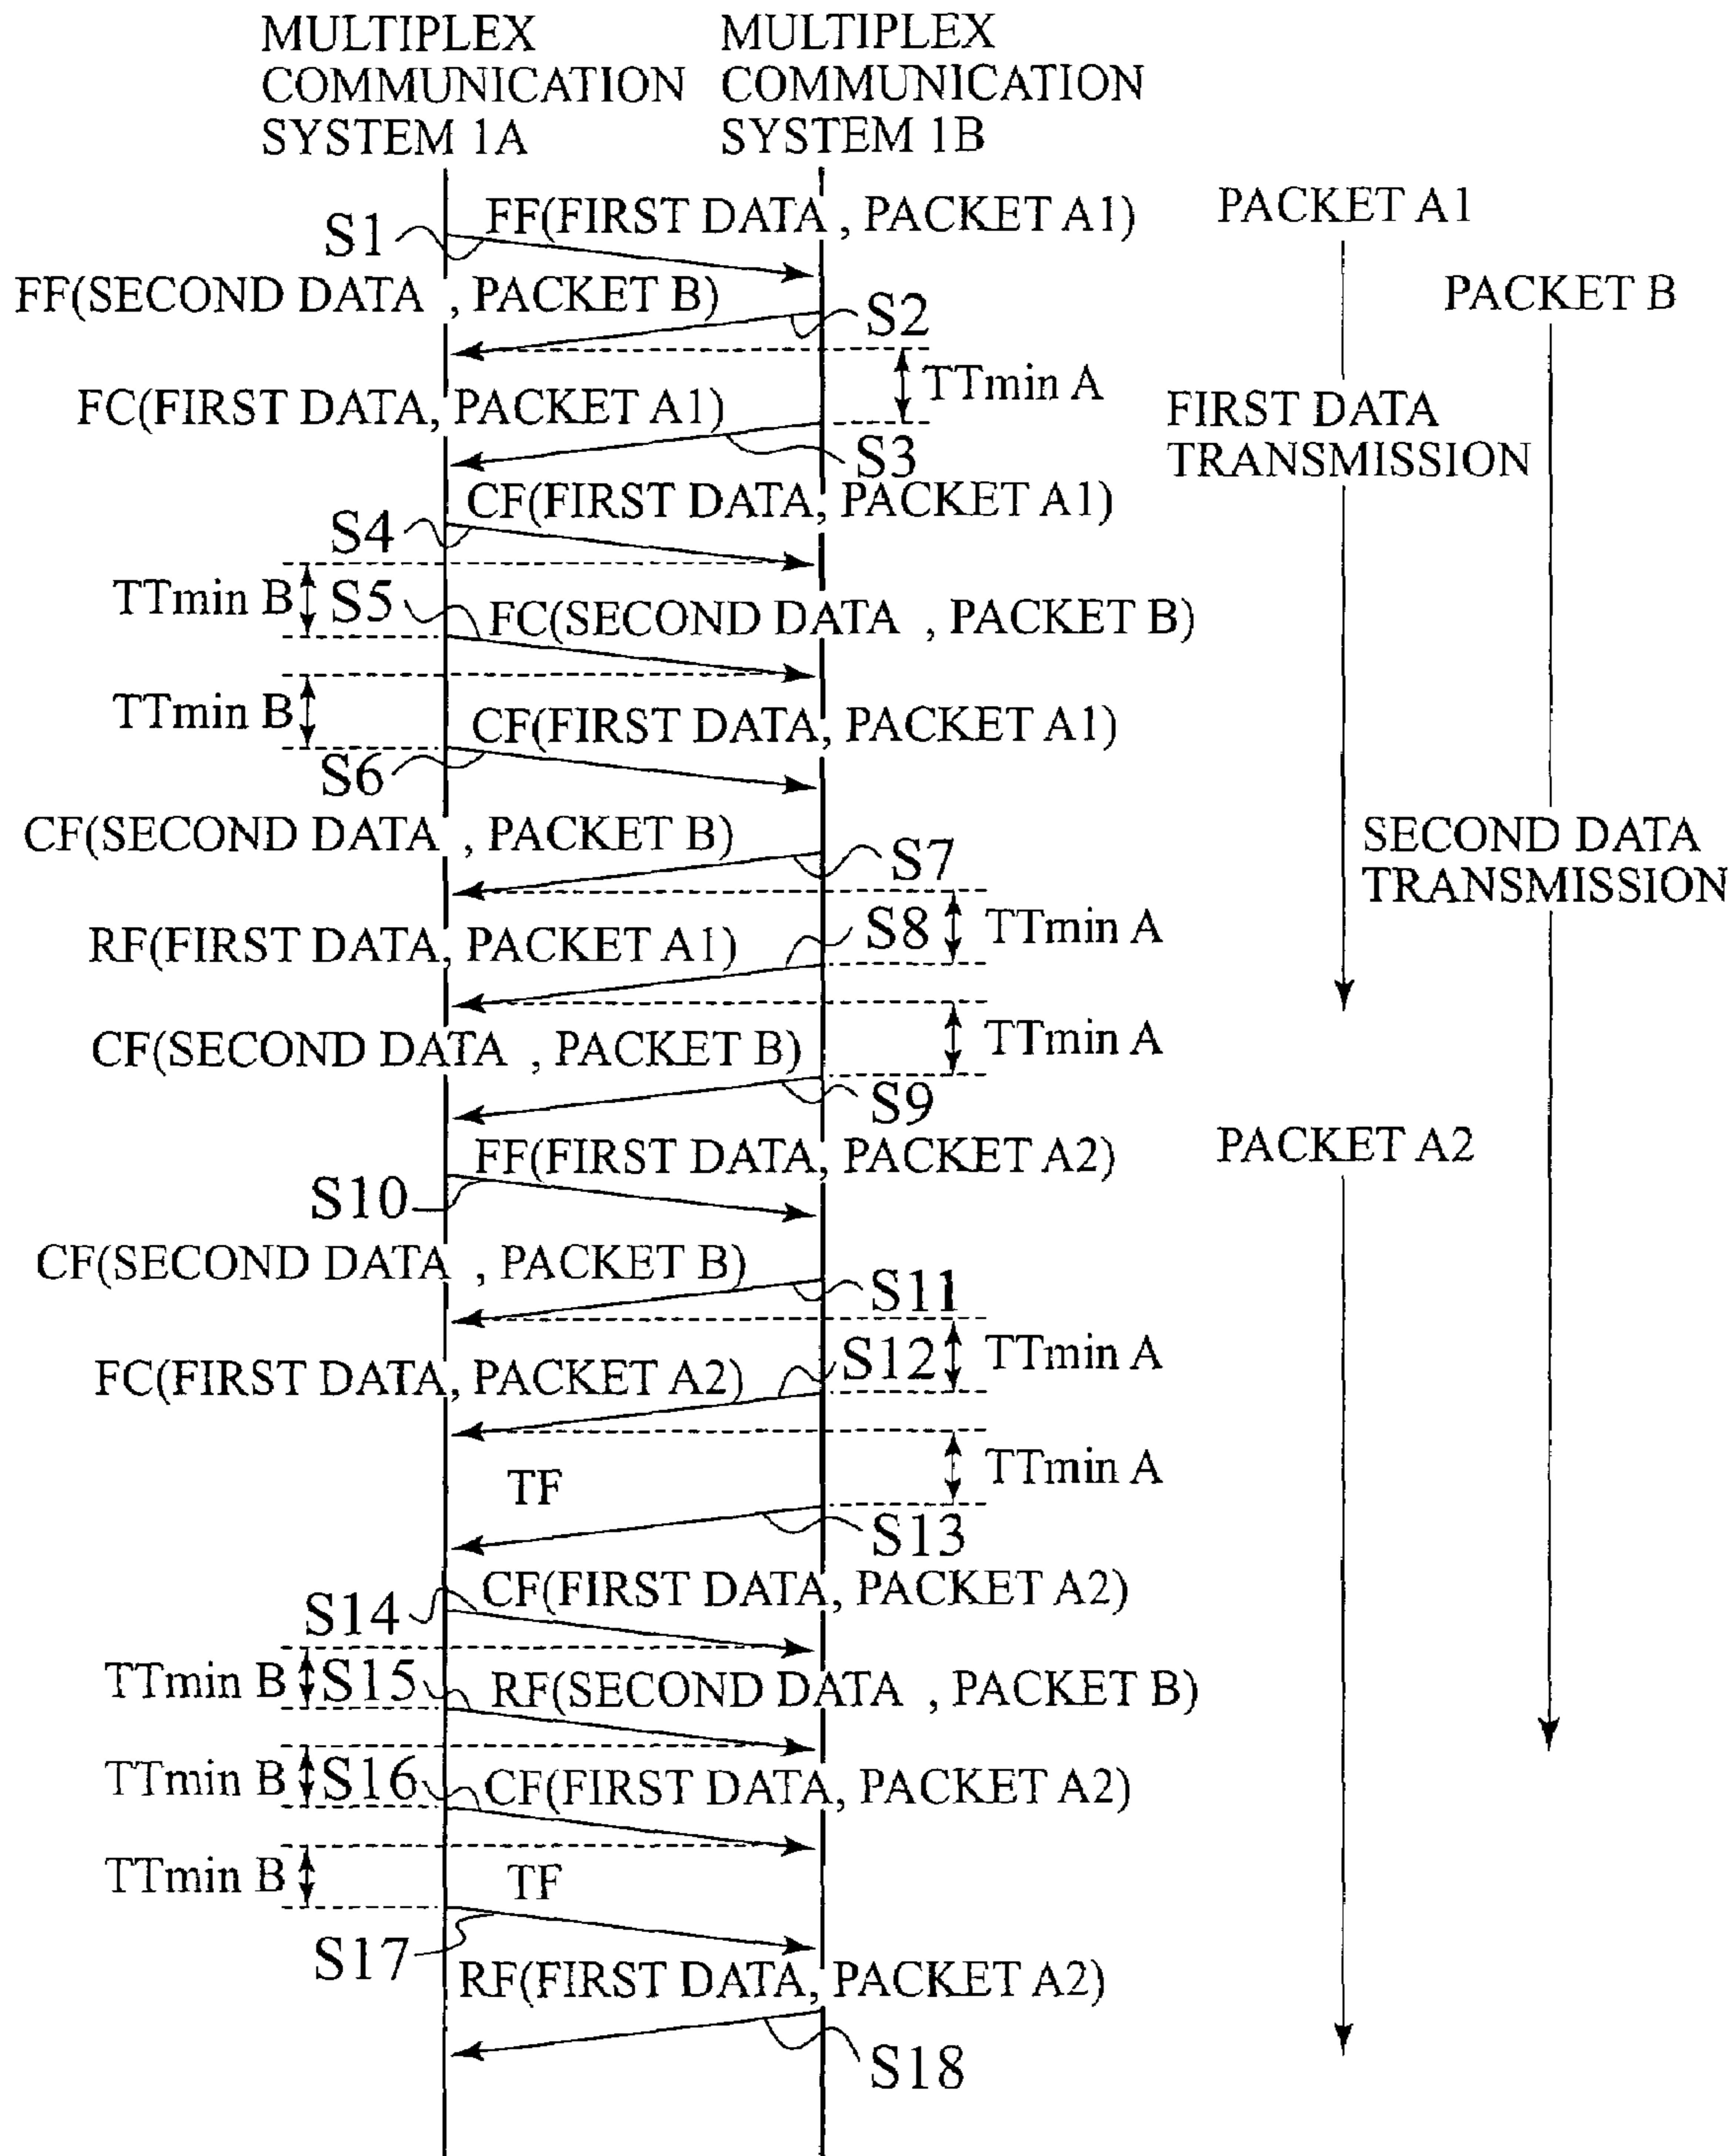 MULTIPLEX
COMMUNICATION
SYSTEM 1A
MULTIPLEX
COMMUNICATION
SYSTEM 1B
S1
FF(FIRST DATA , PACKET A1)
PACKET A1
FF(SECOND DATA , PACKET B)
S2
PACKET B
TTmin A
FC(FIRST DATA, PACKET A1)
S3
FIRST DATA
TRANSMISSION
CF(FIRST DATA, PACKET A1)
S4
TTmin B
S5
FC(SECOND DATA , PACKET B)
TTmin B
CF(FIRST DATA, PACKET A1)
S6
CF(SECOND DATA , PACKET B)
S7
SECOND DATA
TRANSMISSION
RF(FIRST DATA, PACKET A1)
S8
TTmin A
TTmin A
CF(SECOND DATA , PACKET B)
S9
FF(FIRST DATA, PACKET A2)
PACKET A2
S10
CF(SECOND DATA , PACKET B)
S11
FC(FIRST DATA, PACKET A2)
S12
TTmin A
TTmin A
TF
S13
CF(FIRST DATA, PACKET A2)
S14
TTmin B
S15
RF(SECOND DATA , PACKET B)
TTmin B
S16
CF(FIRST DATA, PACKET A2)
TTmin B
TF
S17
RF(FIRST DATA, PACKET A2)
S18